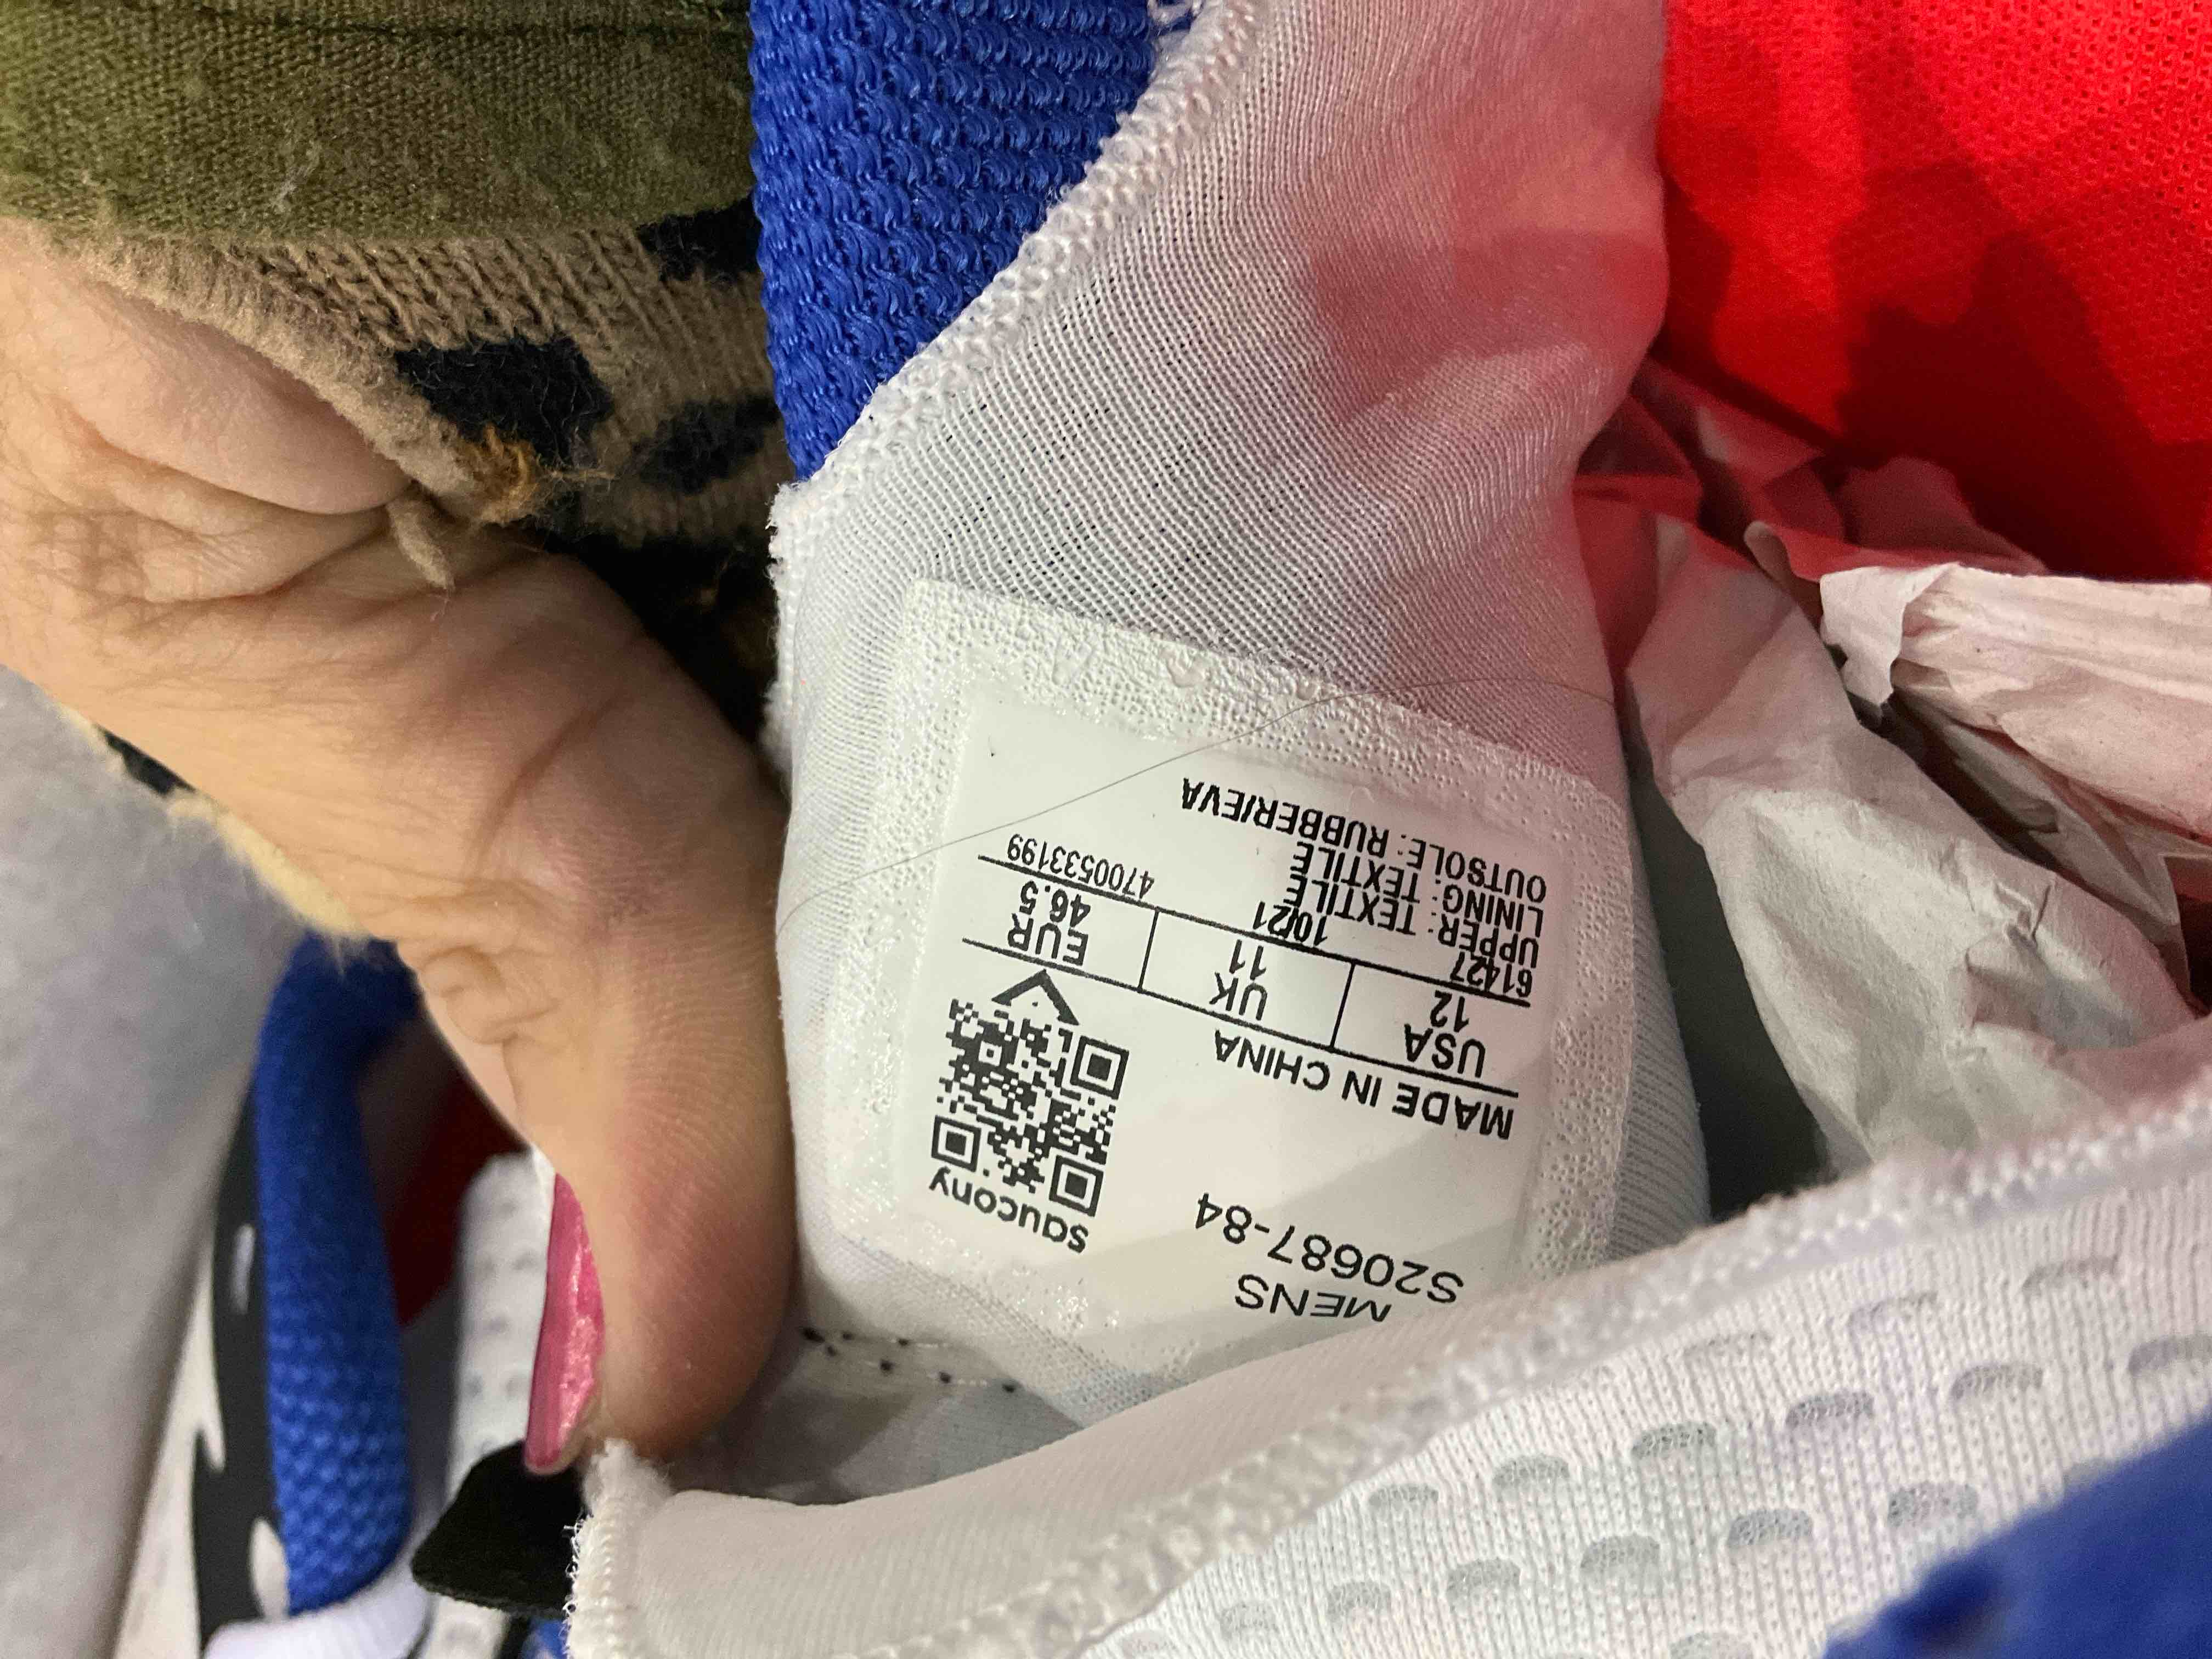 MENS
S20687-84
saucony
MADE IN CHINA
USA UK EUR
12 11 46.5
61427 10/21 4700533199
UPPER: TEXTILE
LINING: TEXTILE
OUTSOLE: RUBBER/EVA